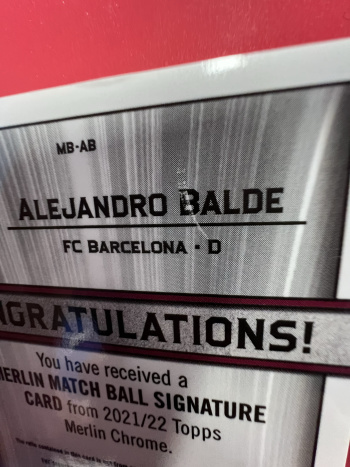 MB-AB
ALEJANDRO BALDE
FC BARCELONA • D
NGRATULATIONS!
You have received a
MERLIN MATCH BALL SIGNATURE
CARD from 2021/22 Topps
Merlin Chrome.